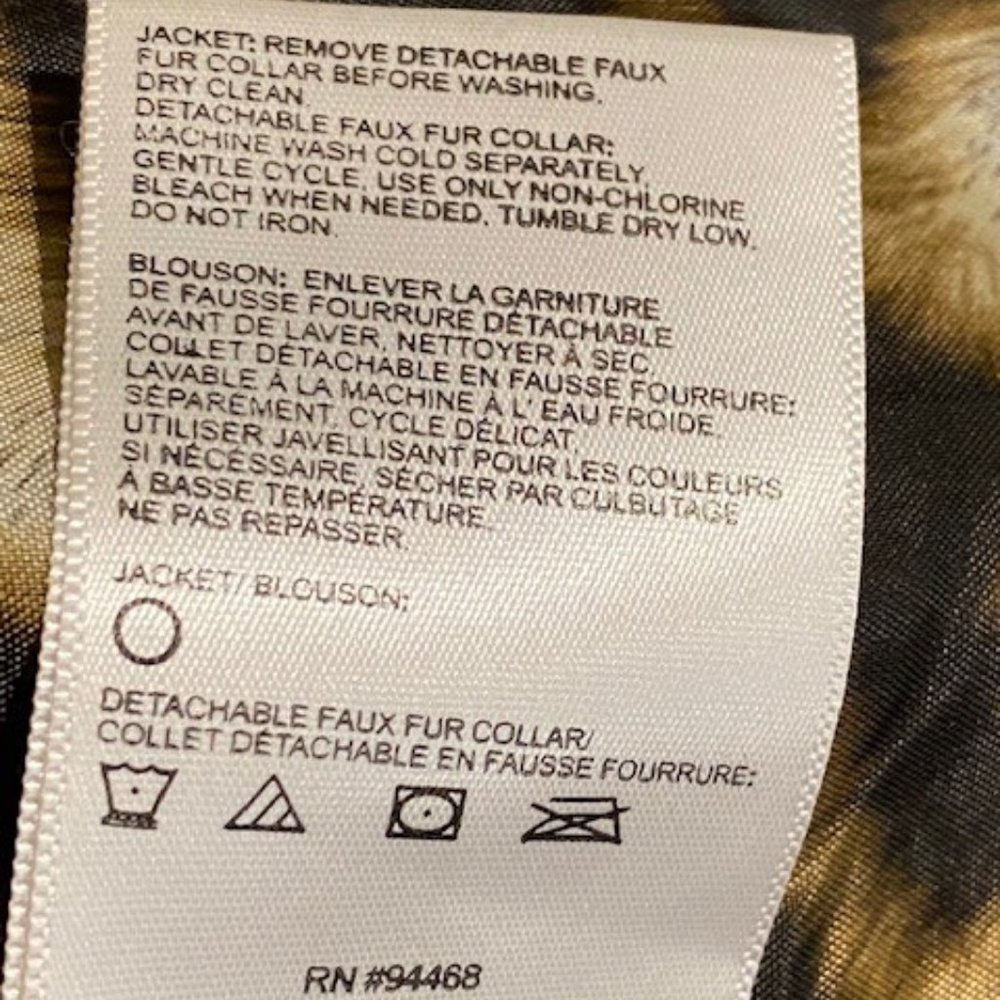 JACKET: REMOVE DETACHABLE FAUX
FUR COLLAR BEFORE WASHING.
DRY CLEAN.
DETACHABLE FAUX FUR COLLAR:
MACHINE WASH COLD SEPARATELY,
GENTLE CYCLE, USE ONLY NON-CHLORINE
BLEACH WHEN NEEDED. TUMBLE DRY LOW.
DO NOT IRON.
BLOUSON: ENLEVER LA GARNITURE
DE FAUSSE FOURRURE DÉTACHABLE
AVANT DE LAVER. NETTOYER À SEC.
COLLET DÉTACHABLE EN FAUSSE FOURRURE:
LAVABLE À LA MACHINE À L' EAU FROIDE,
SÉPARÉMENT. CYCLE DÉLICAT,
UTILISER JAVELLISANT POUR LES COULEURS
SI NÉCESSAIRE, SÉCHER PAR CULBUTAGE
À BASSE TEMPÉRATURE.
NE PAS REPASSER.
JACKET/ BLOUSON:
DETACHABLE FAUX FUR COLLAR/
COLLET DÉTACHABLE EN FAUSSE FOURRURE:
RN #94468